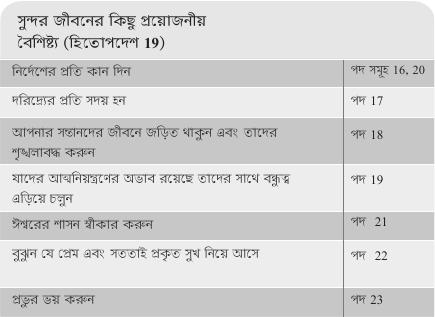 সুন্দর জীবনের কিছু প্রয়োজনীয়
বৈশিষ্ট্য (হিতোপদেশ 19)
নির্দেশের প্রতি কান দিন পদ সমূহ 16, 20
দরিদ্র্যের প্রতি সদয় হন পদ 17
আপনার সন্তানদের জীবনে জড়িত থাকুন এবং তাদের পদ 18
শৃঙ্খলাবদ্ধ করুন
যাদের আত্মনিয়ন্ত্রণের অভাব রয়েছে তাদের সাথে বন্ধুত্ব পদ 19
এড়িয়ে চলুন
ঈশ্বরের শাসন স্বীকার করুন পদ 21
বুঝুন যে প্রেম এবং সততাই প্রকৃত সুখ নিয়ে আসে পদ 22
প্রভুর ভয় করুন পদ 23